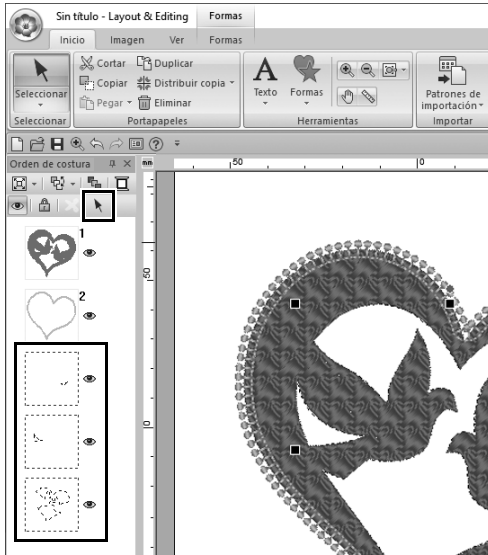 Sin título - Layout & Editing Formas
Inicio Imagen Ver Formas
Seleccionar
Cortar Duplicar
Copiar Distribuir copia
Pegar Eliminar
Texto
Formas
Patrones de
importación
Seleccionar Portapapeles Herramientas Importar
Orden de costura
mm 50 0
1
2
50
0